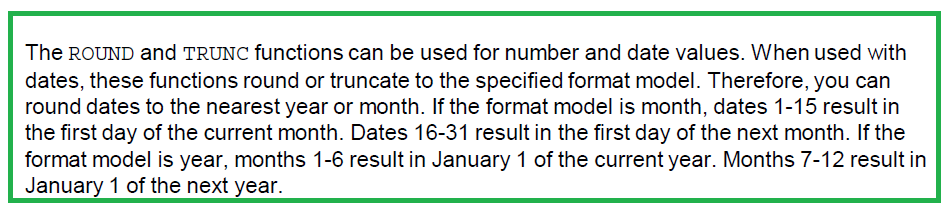 The ROUND and TRUNC functions can be used for number and date values. When used with
dates, these functions round or truncate to the specified format model. Therefore, you can
round dates to the nearest year or month. If the format model is month, dates 1-15 result in
the first day of the current month. Dates 16-31 result in the first day of the next month. If the
format model is year, months 1-6 result in January 1 of the current year. Months 7-12 result in
January 1 of the next year.